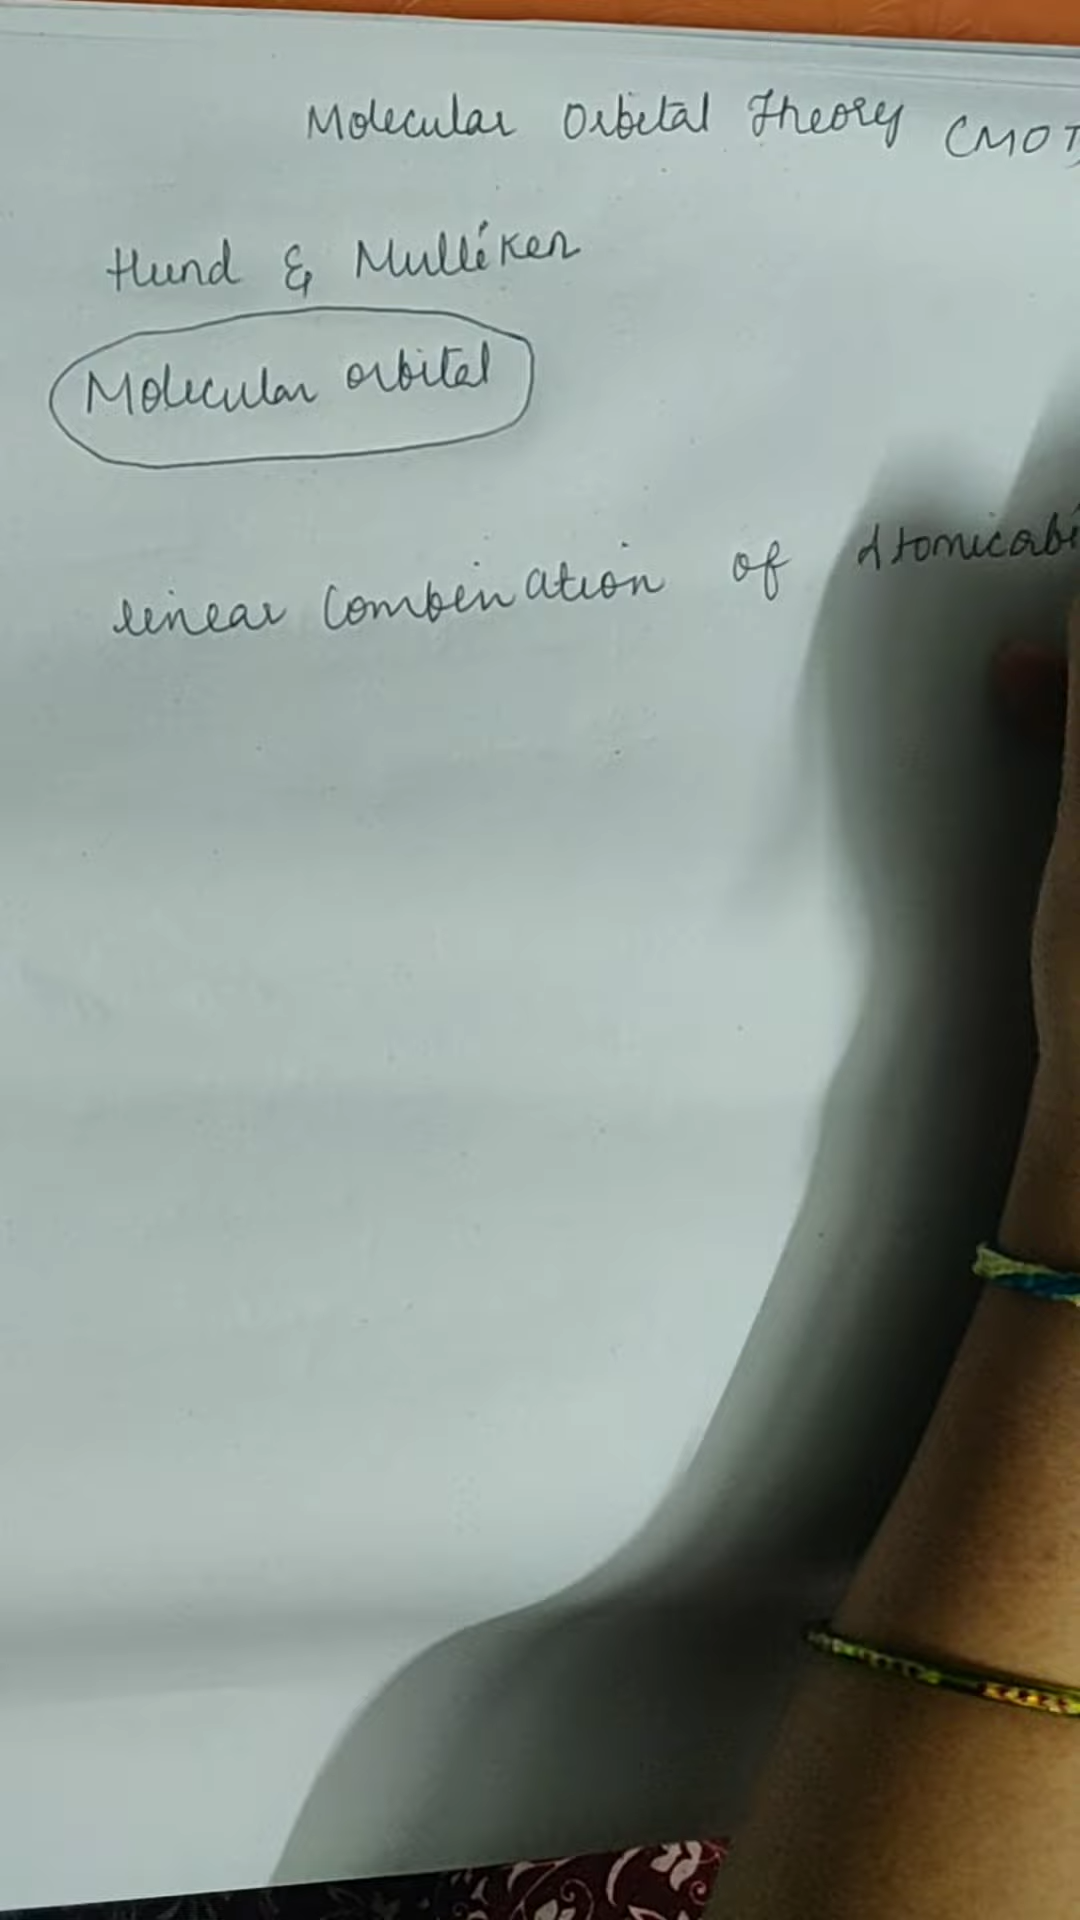 Molecular Orbital Theory (MOT)
Hund & Mulliken
Molecular orbital
linear Combination of